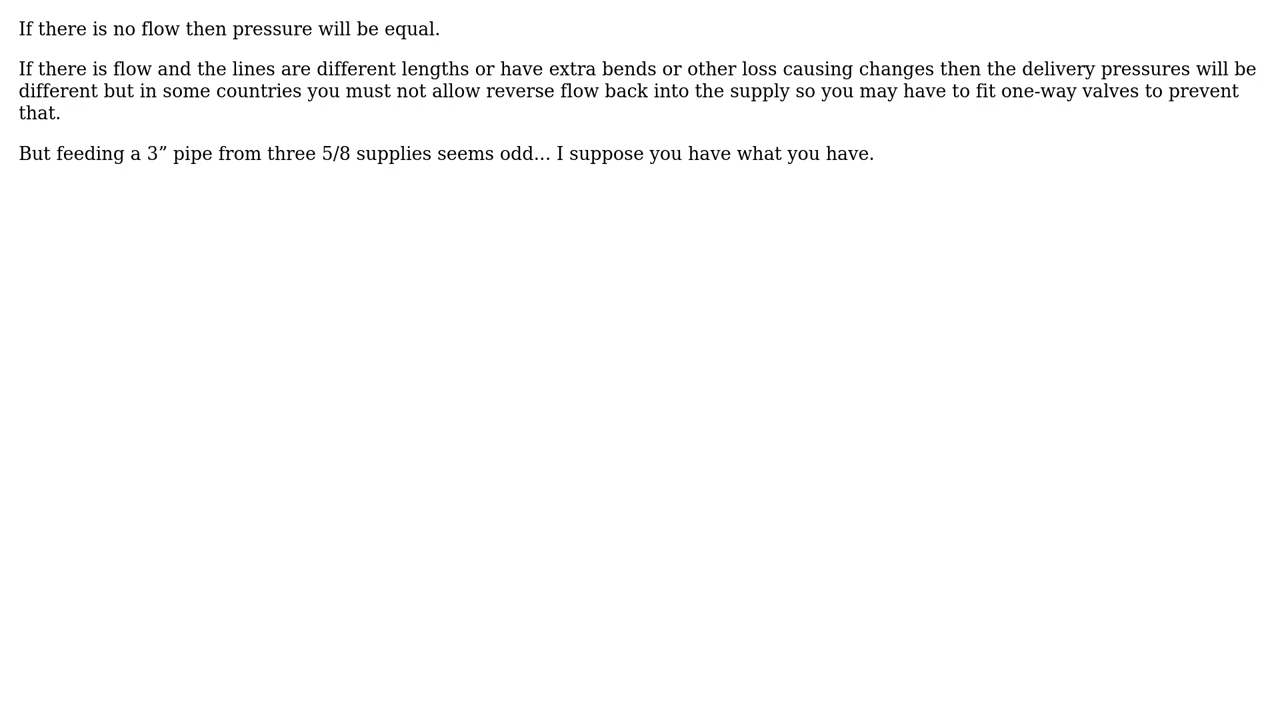 If there is no flow then pressure will be equal.
If there is flow and the lines are different lengths or have extra bends or other loss causing changes then the delivery pressures will be
different but in some countries you must not allow reverse flow back into the supply so you may have to fit one-way valves to prevent
that.
But feeding a 3” pipe from three 5/8 supplies seems odd... I suppose you have what you have.